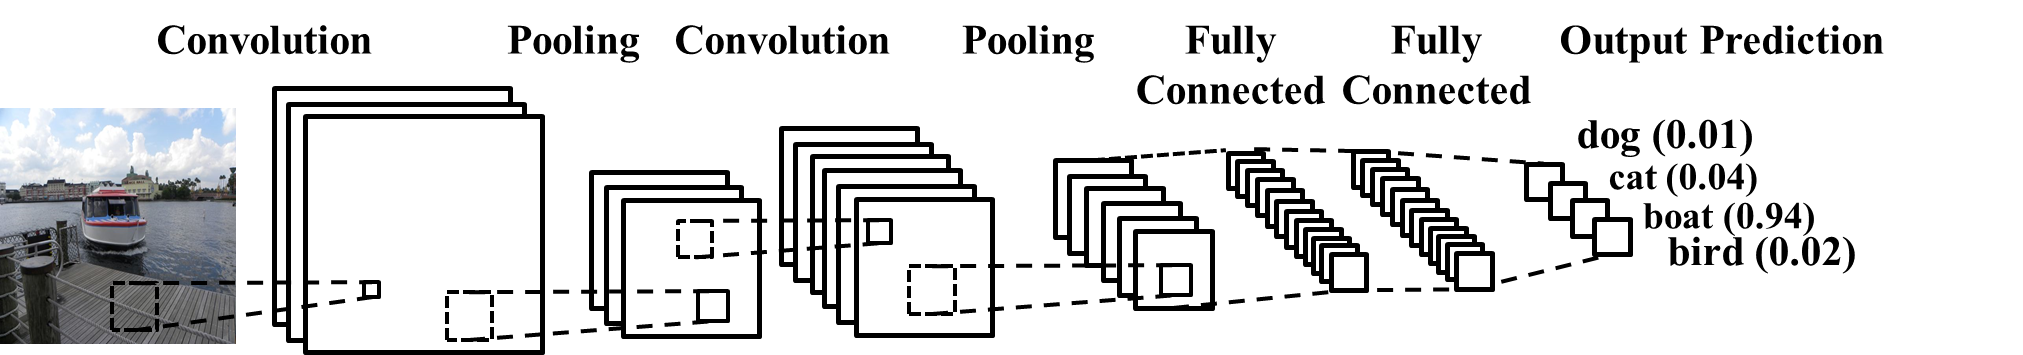 Convolution Pooling Convolution Pooling Fully Fully Output Prediction
Connected Connected
dog (0.01)
cat (0.04)
boat (0.94)
bird (0.02)